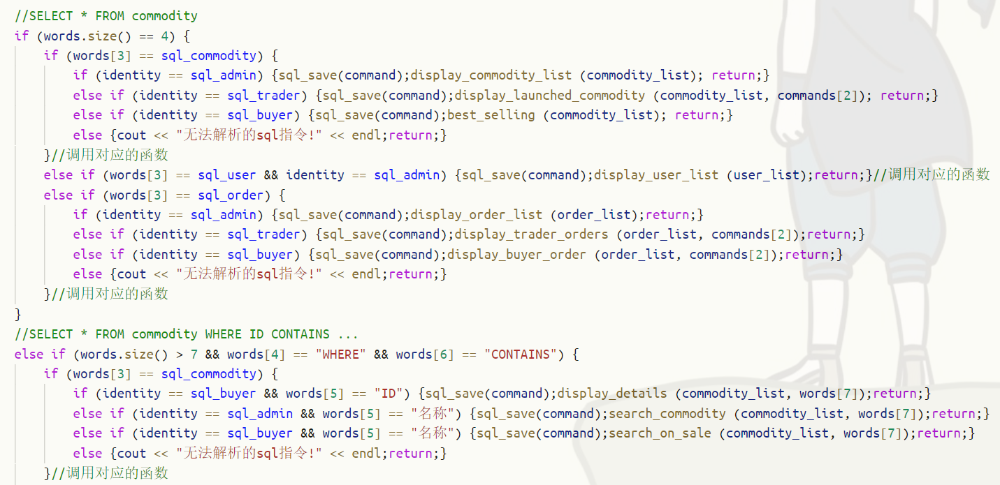 //SELECT * FROM commodity
if (words.size() == 4) {
if (words[3] == sql_commodity) {
if (identity == sql_admin) {sql_save(command);display_commodity_list (commodity_list); return;}
else if (identity == sql_trader) {sql_save(command);display_launched_commodity (commodity_list, commands[2]); return;}
else if (identity == sql_buyer) {sql_save(command);best_selling (commodity_list); return;}
else {cout << "无法解析的sql指令!" << endl;return;}
}//调用对应的函数
else if (words[3] == sql_user && identity == sql_admin) {sql_save(command);display_user_list (user_list);return;}//调用对应的函数
else if (words[3] == sql_order) {
if (identity == sql_admin) {sql_save(command);display_order_list (order_list);return;}
else if (identity == sql_trader) {sql_save(command);display_trader_orders (order_list, commands[2]);return;}
else if (identity == sql_buyer) {sql_save(command);display_buyer_order (order_list, commands[2]);return;}
else {cout << "无法解析的sql指令!" << endl;return;}
}//调用对应的函数
}
//SELECT * FROM commodity WHERE ID CONTAINS ...
else if (words.size() > 7 && words[4] == "WHERE" && words[6] == "CONTAINS") {
if (words[3] == sql_commodity) {
if (identity == sql_buyer && words[5] == "ID") {sql_save(command);display_details (commodity_list, words[7]);return;}
else if (identity == sql_admin && words[5] == "名称") {sql_save(command);search_commodity (commodity_list, words[7]);return;}
else if (identity == sql_buyer && words[5] == "名称") {sql_save(command);search_on_sale (commodity_list, words[7]);return;}
else {cout << "无法解析的sql指令!" << endl;return;}
}//调用对应的函数